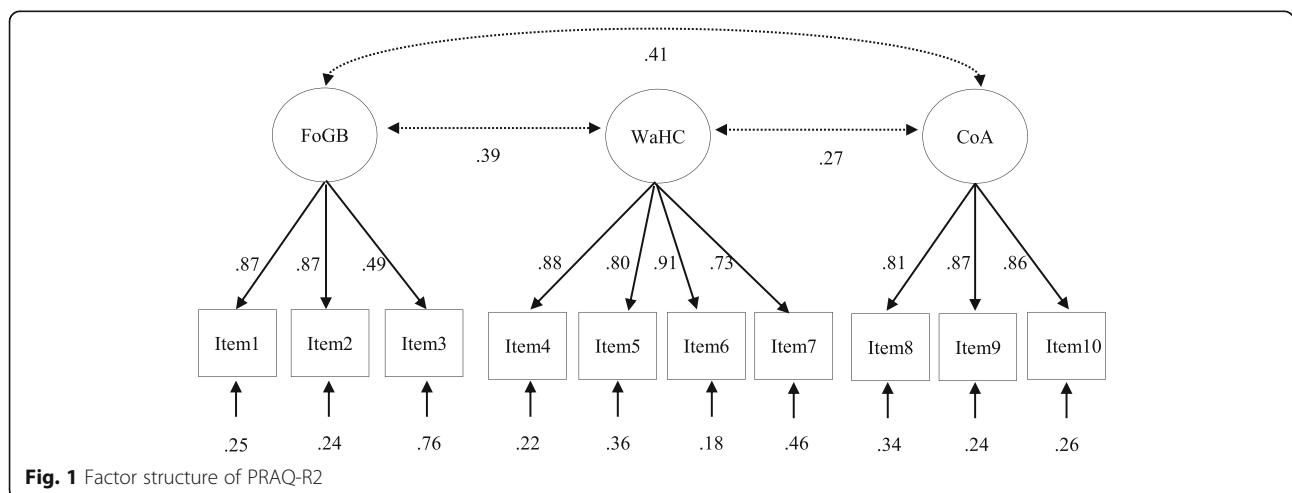 .41
FoGB WaHC CoA
.39 .27
.87 .87 .49 .88 .80 .91 .73 .81 .87 .86
Item1 Item2 Item3 Item4 Item5 Item6 Item7 Item8 Item9 Item10
.25 .24 .76 .22 .36 .18 .46 .34 .24 .26
Fig. 1 Factor structure of PRAQ-R2